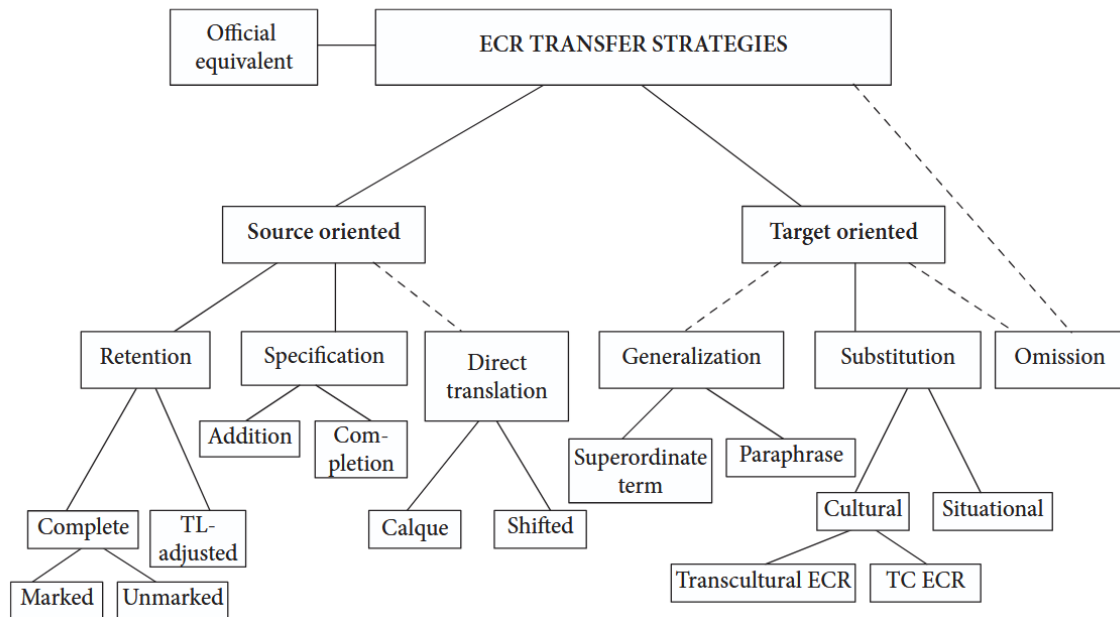 Official
equivalent
ECR TRANSFER STRATEGIES
Source oriented
Target oriented
Retention
Specification
Direct
translation
Generalization
Substitution
Omission
Addition
Com-
pletion
Superordinate
term
Paraphrase
Complete
TL-
adjusted
Calque
Shifted
Cultural
Situational
Marked
Unmarked
Transcultural ECR
TC ECR